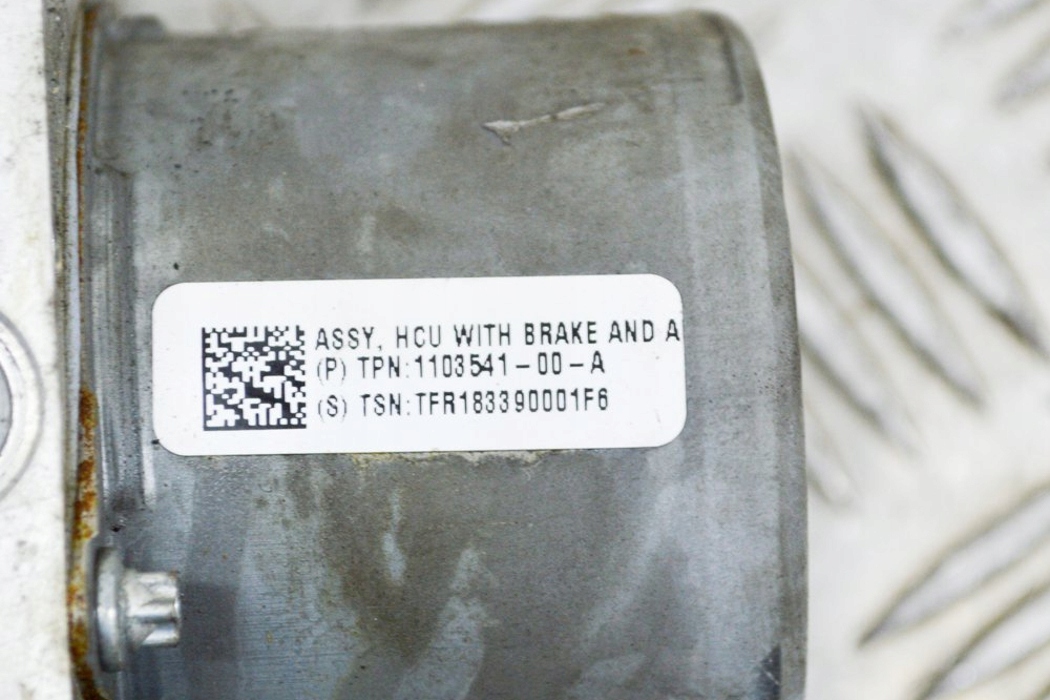 ASSY, HCU WITH BRAKE AND A
(P) TPN:1103541-00-A
(S) TSN:TFR183390001F6